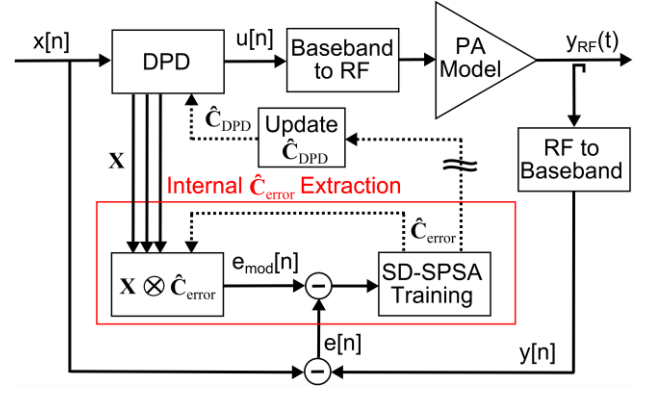 x[n]
DPD
u[n]
Baseband
to RF
PA
Model
y_RF(t)
Ĉ_DPD
Update
Ĉ_DPD
RF to
Baseband
X
Internal Ĉ_error Extraction
Ĉ_error
X ⊗ Ĉ_error
e_mod[n]
−
SD-SPSA
Training
e[n]
y[n]
−